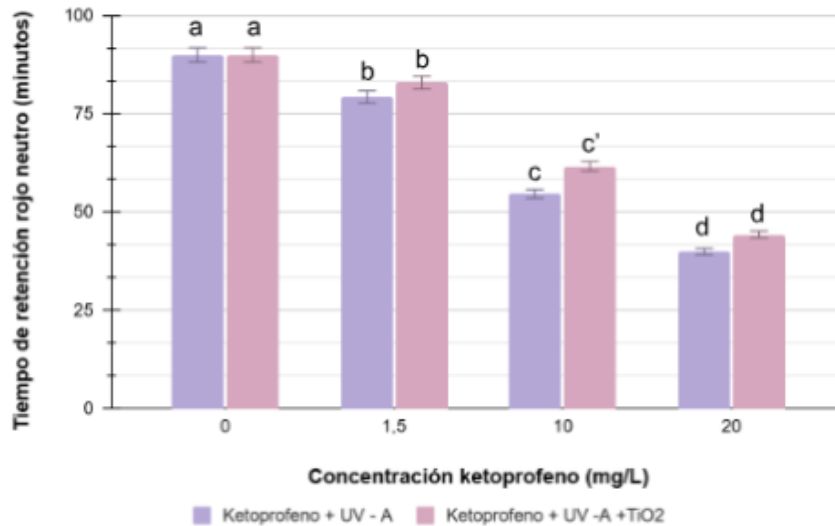 Tiempo de retención rojo neutro (minutos)
100
75
50
25
0
a a
b b
c c'
d d
0 1,5 10 20
Concentración ketoprofeno (mg/L)
Ketoprofeno + UV - A Ketoprofeno + UV -A +TiO2